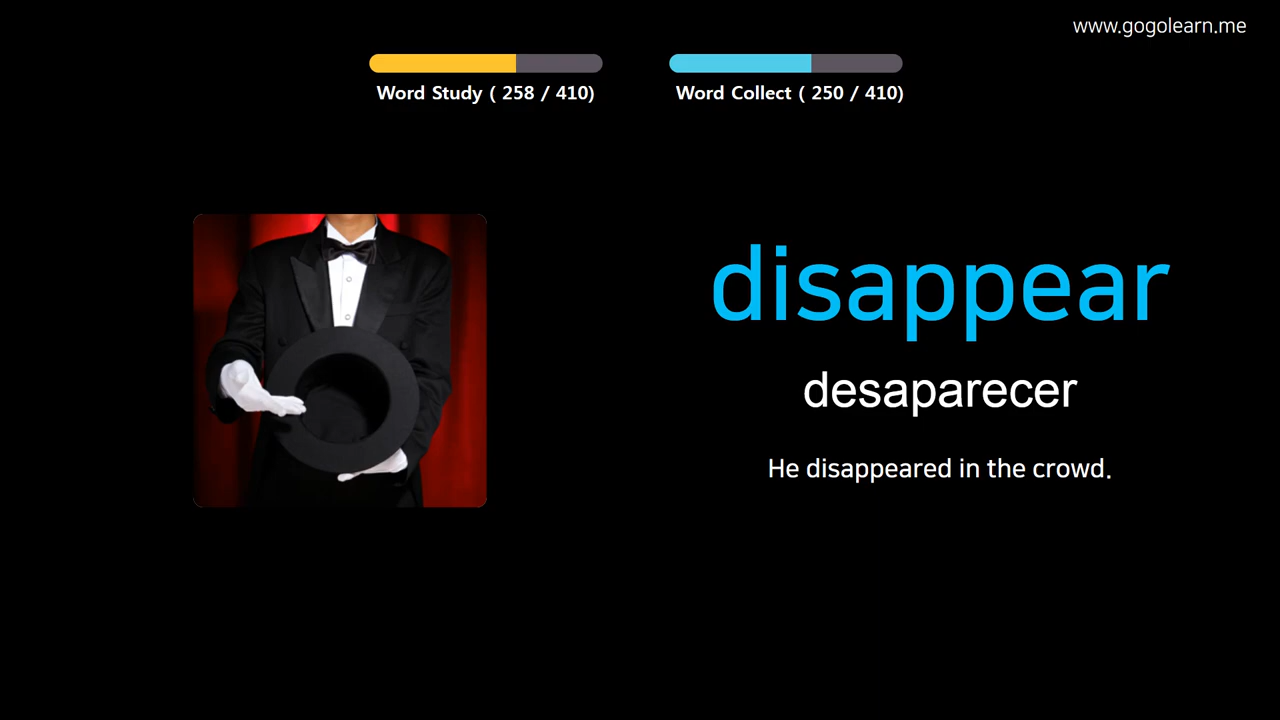 www.gogolearn.me
Word Study ( 258 / 410)
Word Collect ( 250 / 410)
disappear
desaparecer
He disappeared in the crowd.